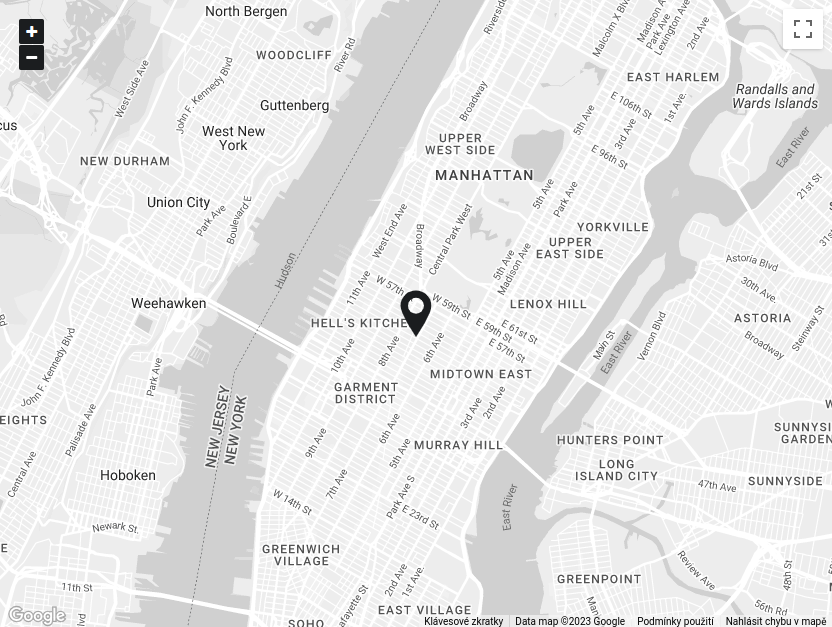 North Bergen
Riverside
Malcolm X Blvd
Madison Ave
Park Ave
Lexington Ave
2nd Ave
+
−
WOODCLIFF
River Rd
West Side Ave
John F. Kennedy Blvd
Guttenberg
Broadway
EAST HARLEM
E 106th St
1st Ave.
Randalls and
Wards Islands
cus
West New
York
NEW DURHAM
UPPER
WEST SIDE
5th Ave
3rd Ave
E 96th St
East River
MANHATTAN
21st St
Union City
Park Ave
Boulevard E
West End Ave
Broadway
Central Park West
5th Ave
Park Ave
YORKVILLE
UPPER
EAST SIDE
31st
Hudson
5th Ave
Madison Ave
Astoria Blvd
30th Ave.
11th Ave
W 57th
W 59th St
LENOX HILL
Weehawken
Rd
HELL'S KITCHE
E 59th St
E 61st St
E 57th St
ASTORIA
Steinway St
Broadway
Vernon Blvd
Main St
East River
John F. Kennedy Blvd
Park Ave
10th Ave
8th Ave
6th Ave
MIDTOWN EAST
GARMENT
DISTRICT
NEW JERSEY
NEW YORK
EIGHTS
Palisade Ave
6th Ave
3rd Ave
2nd Ave
9th Ave
5th Ave
MURRAY HILL
HUNTERS POINT
SUNNYSID
GARDEN
LONG
ISLAND CITY
Central Ave
Hoboken
7th Ave
Park Ave S
47th Ave
SUNNYSIDE
W 14th St
E 23rd St
East River
Newark St.
E
GREENWICH
VILLAGE
Review Ave
48th St
11th St
2nd Ave
1st Ave.
GREENPOINT
Lafayette St
56th Rd
Man
lvd
SOHO
EAST VILLAGE
Google
Klávesové zkratky
Data map ©2023 Google
Podmínky použití
Nahlásit chybu v mapě